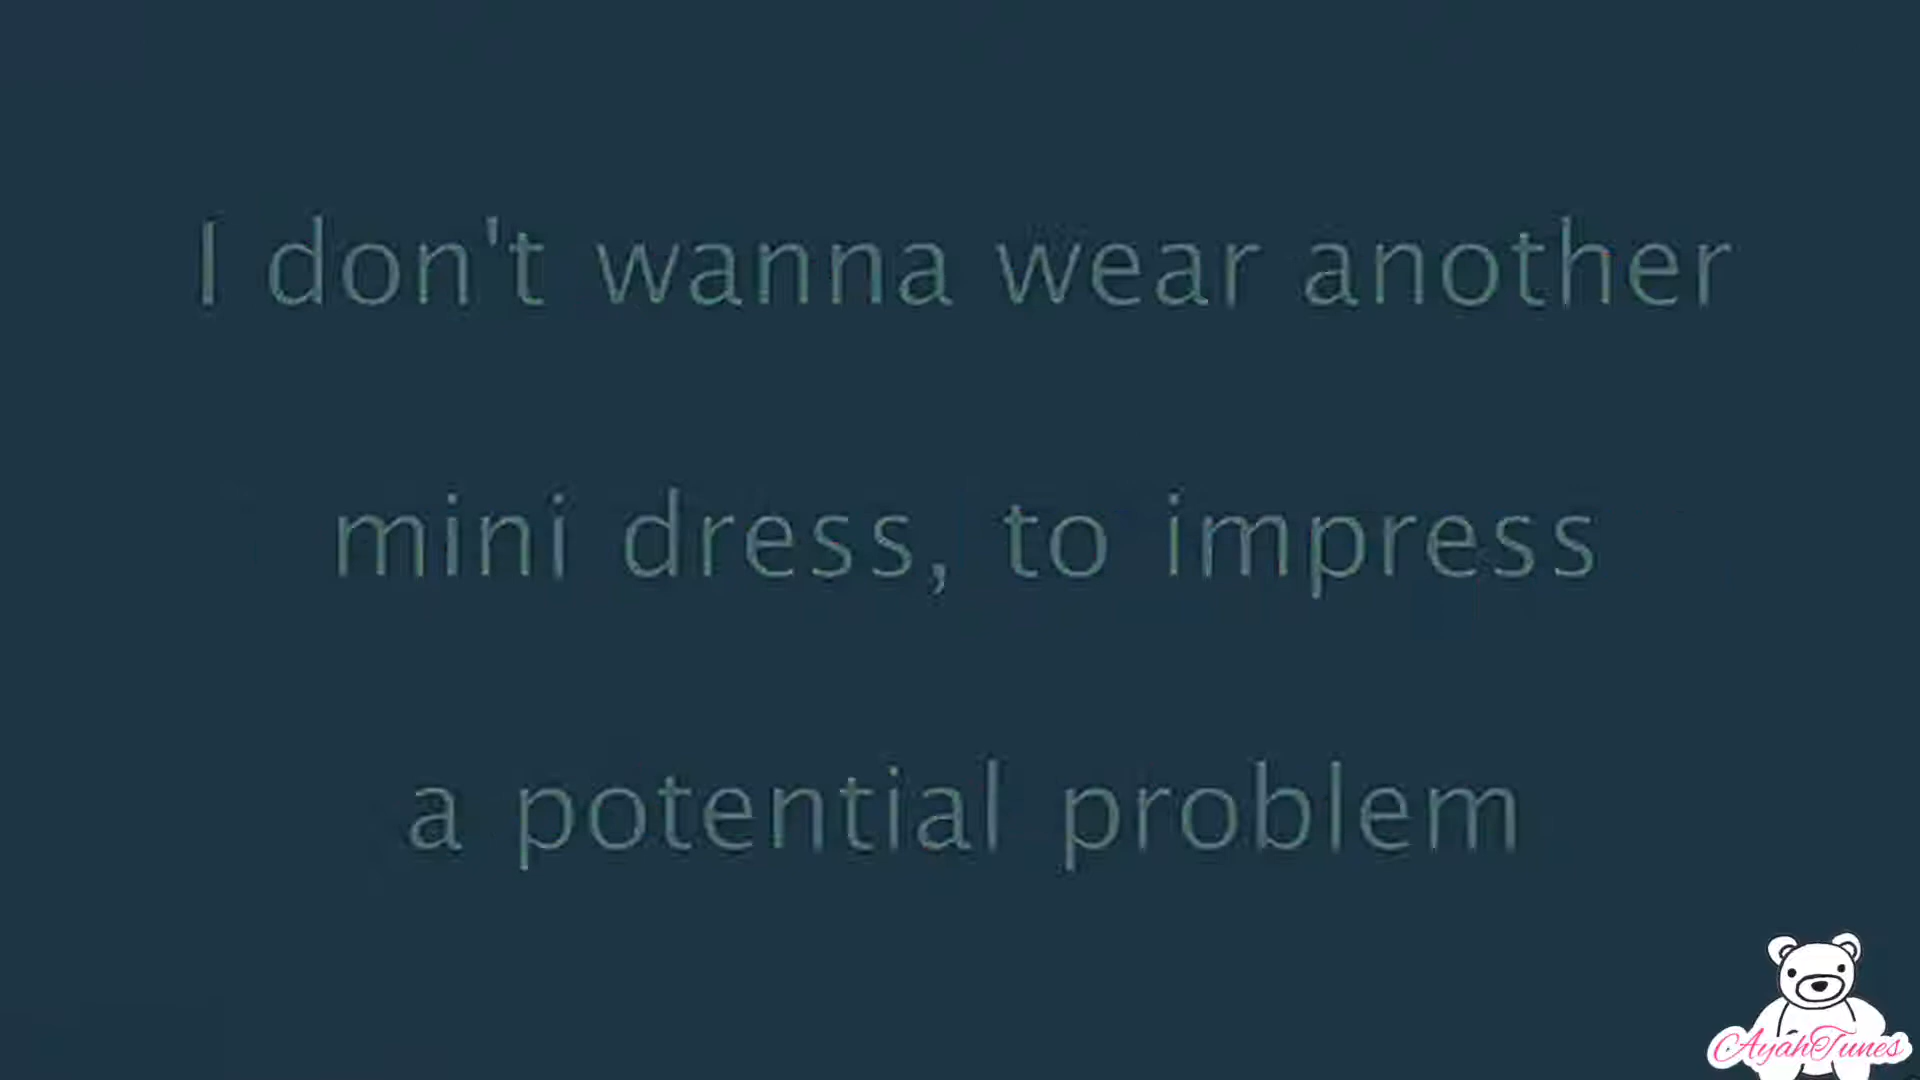 I don't wanna wear another
mini dress, to impress
a potential problem
AyahTunes